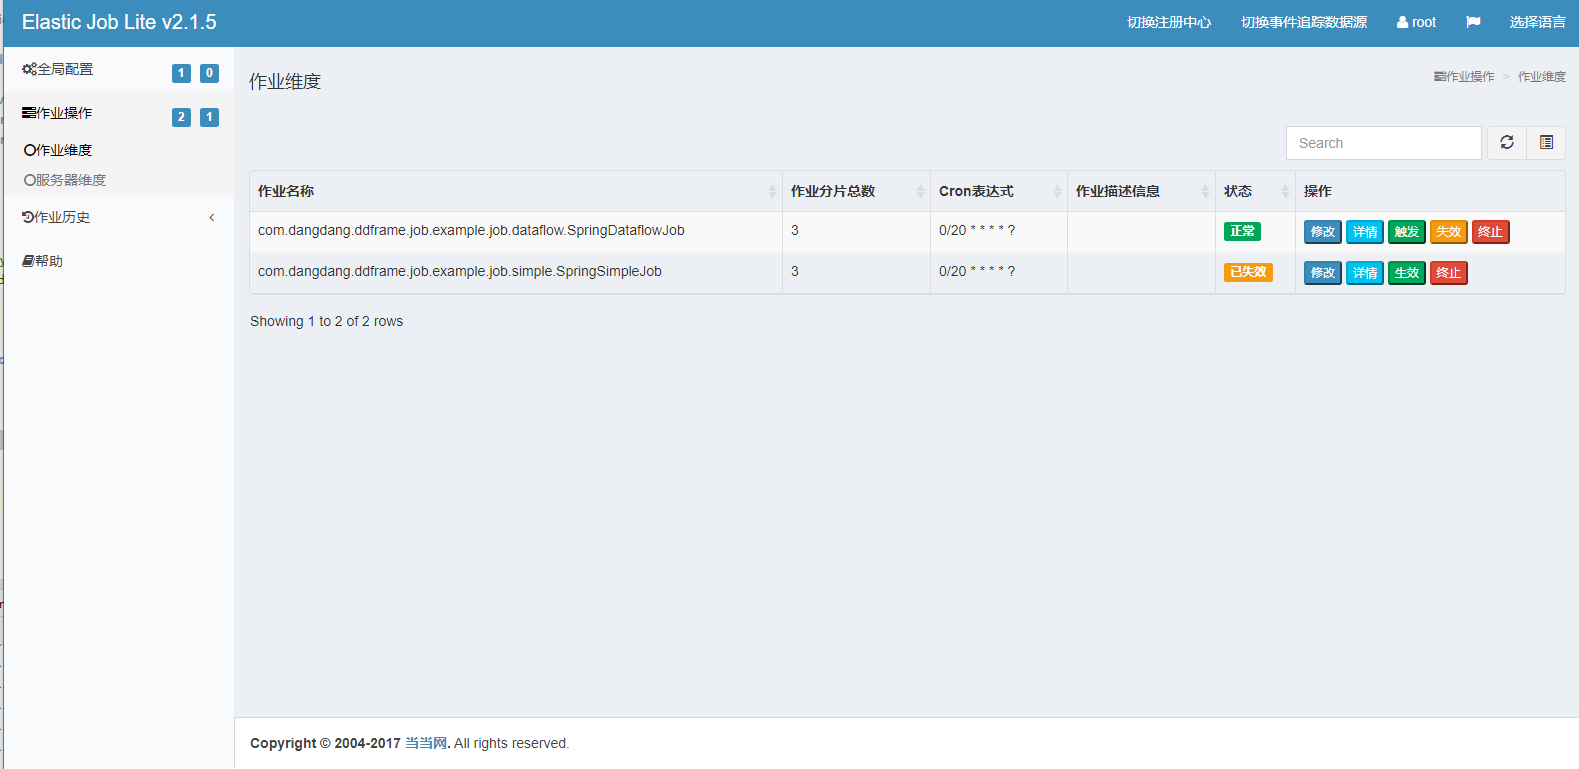 Elastic Job Lite v2.1.5
切换注册中心 切换事件追踪数据源 root 选择语言
全局配置 1 0
作业操作 2 1
作业维度
服务器维度
作业历史
帮助
作业维度
作业操作 > 作业维度
Search
作业名称 作业分片总数 Cron表达式 作业描述信息 状态 操作
com.dangdang.ddframe.job.example.job.dataflow.SpringDataflowJob 3 0/20 * * * * ? 正常 修改 详情 触发 失效 终止
com.dangdang.ddframe.job.example.job.simple.SpringSimpleJob 3 0/20 * * * * ? 已失效 修改 详情 生效 终止
Showing 1 to 2 of 2 rows
Copyright © 2004-2017 当当网. All rights reserved.